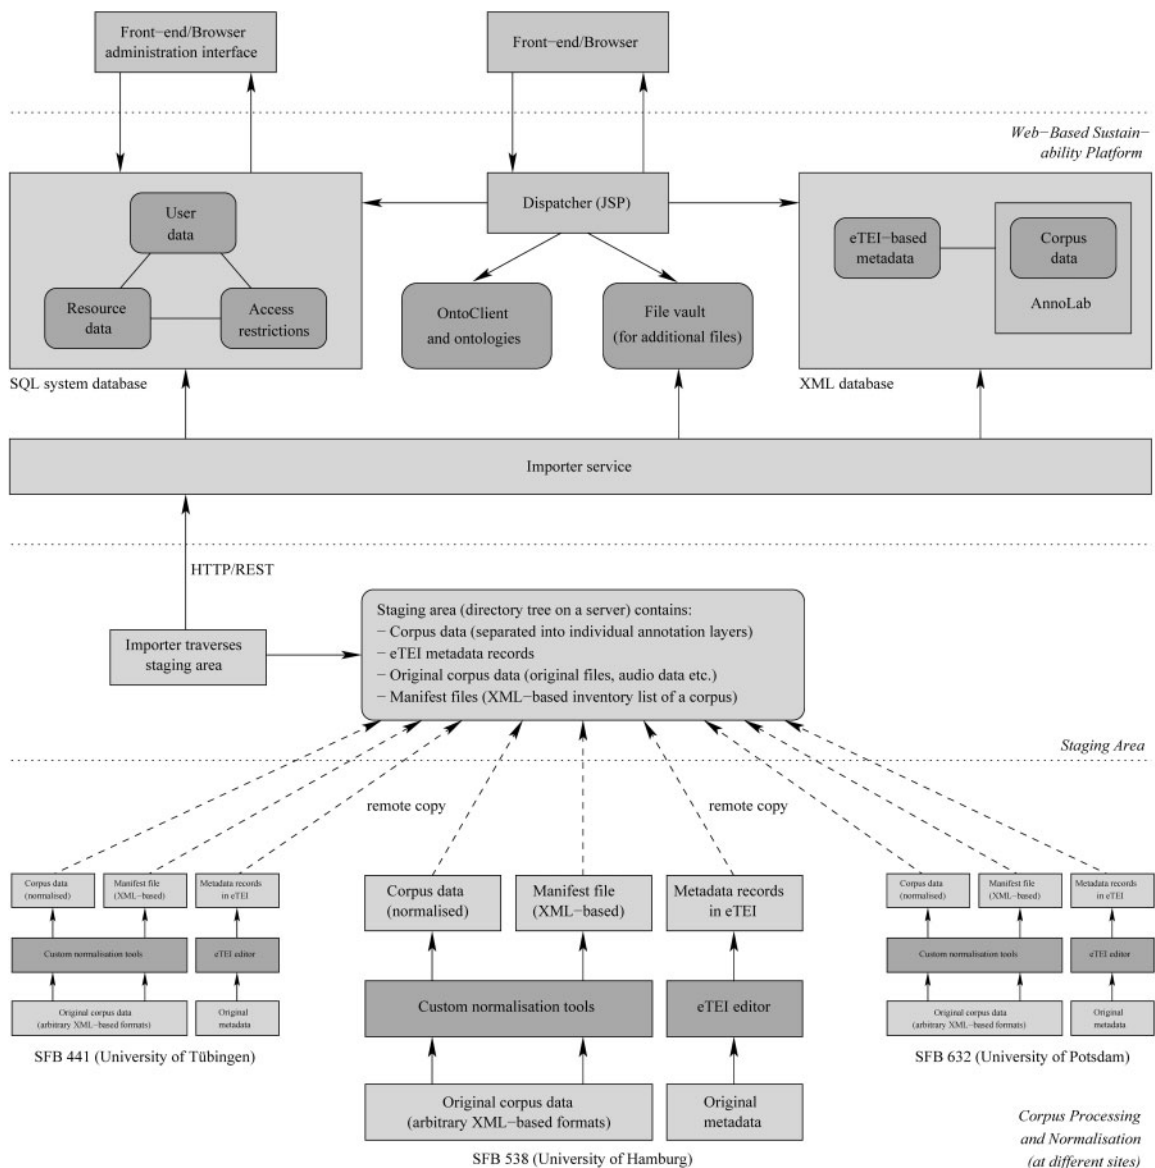 Front−end/Browser
administration interface
Front−end/Browser
Web−Based Sustain−
ability Platform
User
data
Resource
data
Access
restrictions
SQL system database
Dispatcher (JSP)
OntoClient
and ontologies
File vault
(for additional files)
eTEI−based
metadata
Corpus
data
AnnoLab
XML database
Importer service
HTTP/REST
Importer traverses
staging area
Staging area (directory tree on a server) contains:
− Corpus data (separated into individual annotation layers)
− eTEI metadata records
− Original corpus data (original files, audio data etc.)
− Manifest files (XML−based inventory list of a corpus)
Staging Area
remote copy
remote copy
Corpus data
(normalised)
Manifest file
(XML−based)
Metadata records
in eTEI
Custom normalisation tools
eTEI editor
Original corpus data
(arbitrary XML−based formats)
Original
metadata
SFB 441 (University of Tübingen)
Corpus data
(normalised)
Manifest file
(XML−based)
Metadata records
in eTEI
Custom normalisation tools
eTEI editor
Original corpus data
(arbitrary XML−based formats)
Original
metadata
SFB 538 (University of Hamburg)
Corpus data
(normalised)
Manifest file
(XML−based)
Metadata records
in eTEI
Custom normalisation tools
eTEI editor
Original corpus data
(arbitrary XML−based formats)
Original
metadata
SFB 632 (University of Potsdam)
Corpus Processing
and Normalisation
(at different sites)